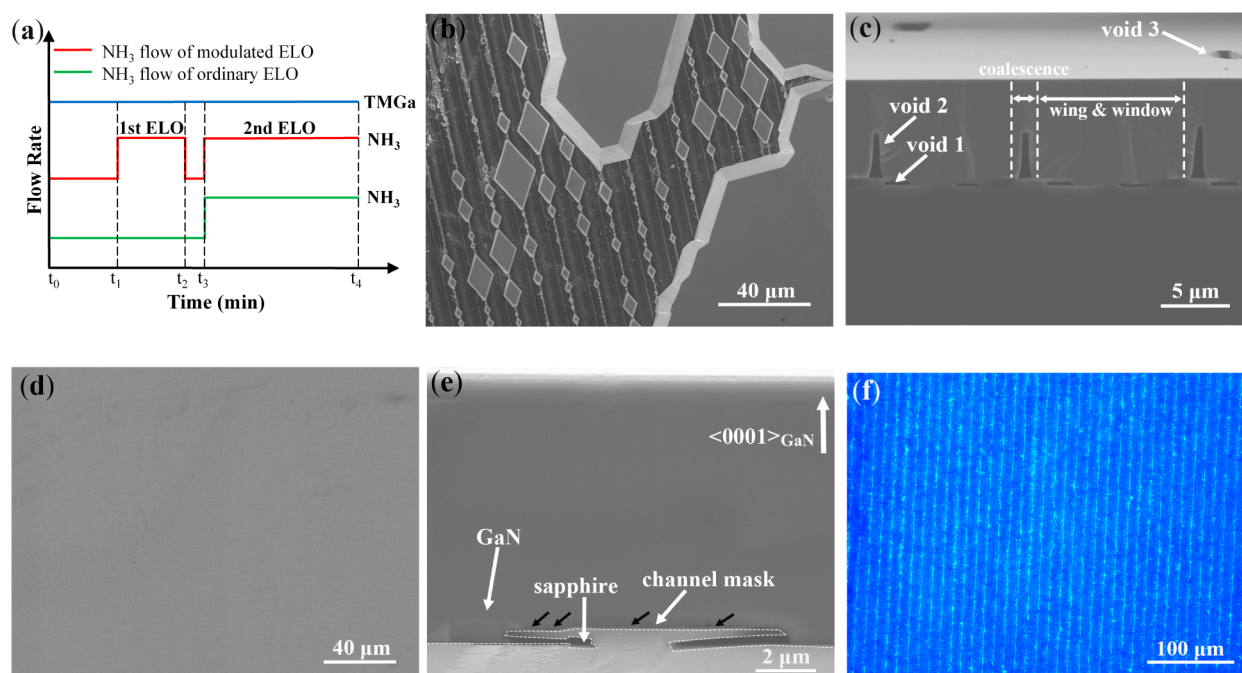 (a)
NH3 flow of modulated ELO
NH3 flow of ordinary ELO
TMGa
1st ELO
2nd ELO
NH3
NH3
Flow Rate
t0
t1
t2
t3
t4
Time (min)
(b)
40 μm
(c)
void 3
coalescence
wing & window
void 2
void 1
5 μm
(d)
40 μm
(e)
<0001>GaN
GaN
sapphire
channel mask
2 μm
(f)
100 μm